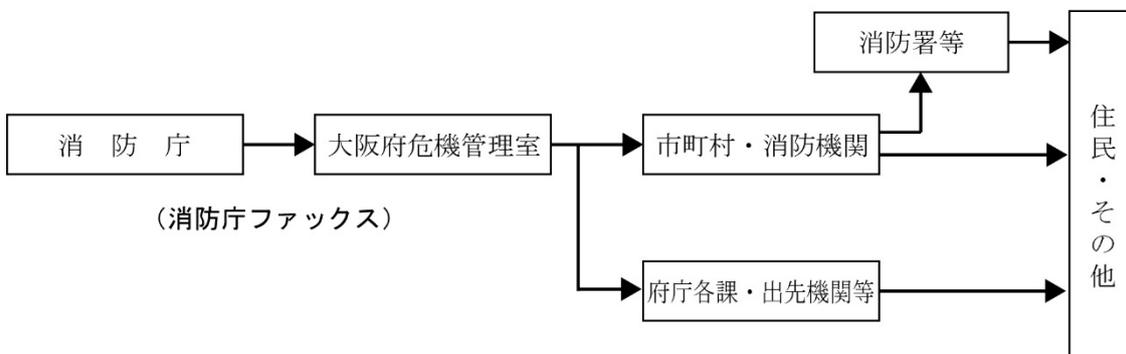 消防署等
消　防　庁
大阪府危機管理室
市町村・消防機関
（消防庁ファックス）
府庁各課・出先機関等
住民・その他